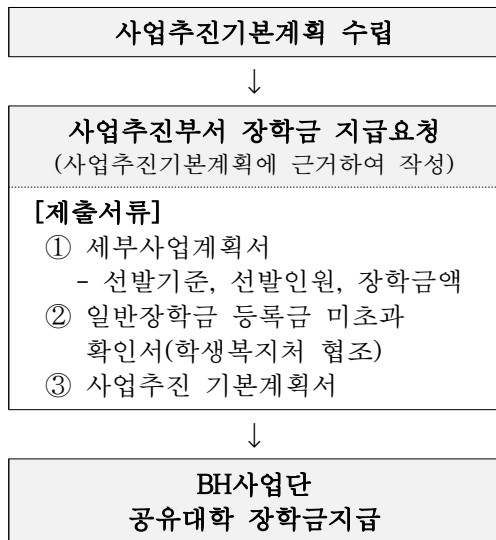 사업추진기본계획 수립
↓
사업추진부서 장학금 지급요청
(사업추진기본계획에 근거하여 작성)
[제출서류]
① 세부사업계획서
- 선발기준, 선발인원, 장학금액
② 일반장학금 등록금 미초과
확인서(학생복지처 협조)
③ 사업추진 기본계획서
↓
BH사업단
공유대학 장학금지급